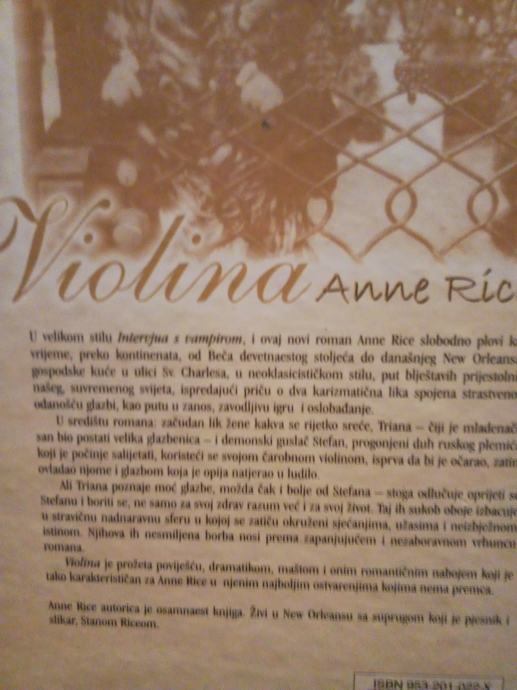 Violina Anne Ric
U velikom stilu Intervjua s vampirom, i ovaj novi roman Anne Rice slobodno plovi k
vrijeme, preko kontinenata, od Beča devetnaestog stoljeća do današnjeg New Orleansa
gospodske kuće u ulici Sv. Charlesa, u neoklasicističkom stilu, put blještavih prijestolni
našeg, suvremenog svijeta, ispredajući priču o dva karizmatična lika spojena strastveno
odanošću glazbi, kao putu u zanos, zavodljivu igru i oslobađanje.
U središtu romana: začudan lik žene kakva se rijetko sreće, Triana – čiji je mladenač
san bio postati velika glazbenica – i demonski guslač Stefan, progonjeni duh ruskog plemića
koji je počinje salijetati, koristeći se svojom čarobnom violinom, isprva da bi je očarao, zatim
ovladao njome i glazbom koja je opija natjerao u ludilo.
Ali Triana poznaje moć glazbe, možda čak i bolje od Stefana – stoga odlučuje oprijeti se
Stefanu i boriti se, ne samo za svoj zdrav razum već i za svoj život. Taj ih sukob oboje izbacuje
u stravičnu nadnaravnu sferu u kojoj se zatiču okruženi sjećanjima, užasima i neizbježnom
istinom. Njihova ih nesmiljena borba nosi prema zapanjujućem i nezaboravnom vrhuncu
romana.
Violina je prožeta poviješću, dramatikom, maštom i onim romantičnim nabojem koji je
tako karakterističan za Anne Rice u njenim najboljim ostvarenjima kojima nema premca.
Anne Rice autorica je osamnaest knjiga. Živi u New Orleansu sa suprugom koji je pjesnik i
slikar, Stanom Riceom.
ISBN 953-201-022-X